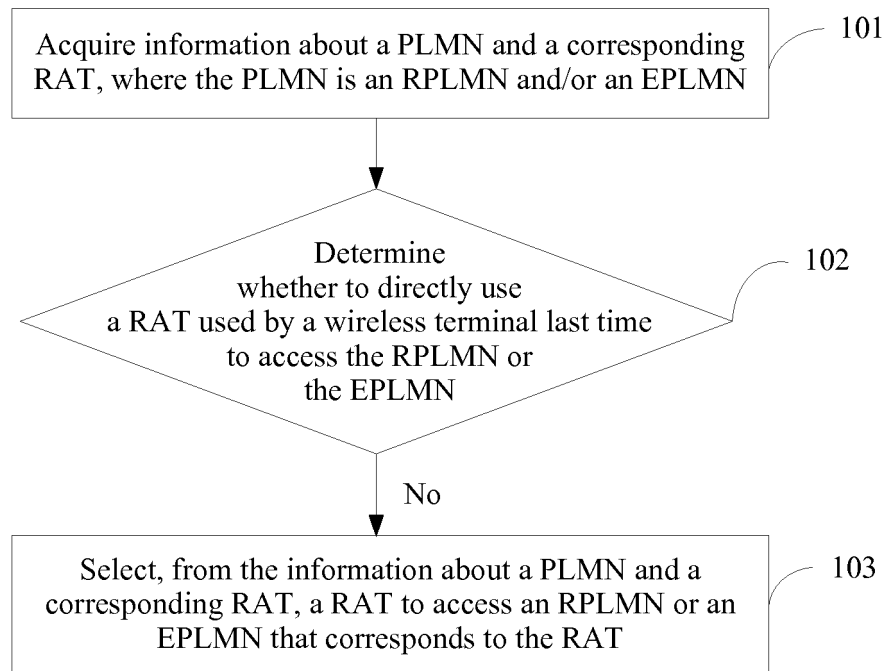 Acquire information about a PLMN and a corresponding
RAT, where the PLMN is an RPLMN and/or an EPLMN
101
Determine
whether to directly use
a RAT used by a wireless terminal last time
to access the RPLMN or
the EPLMN
102
No
Select, from the information about a PLMN and a
corresponding RAT, a RAT to access an RPLMN or an
EPLMN that corresponds to the RAT
103